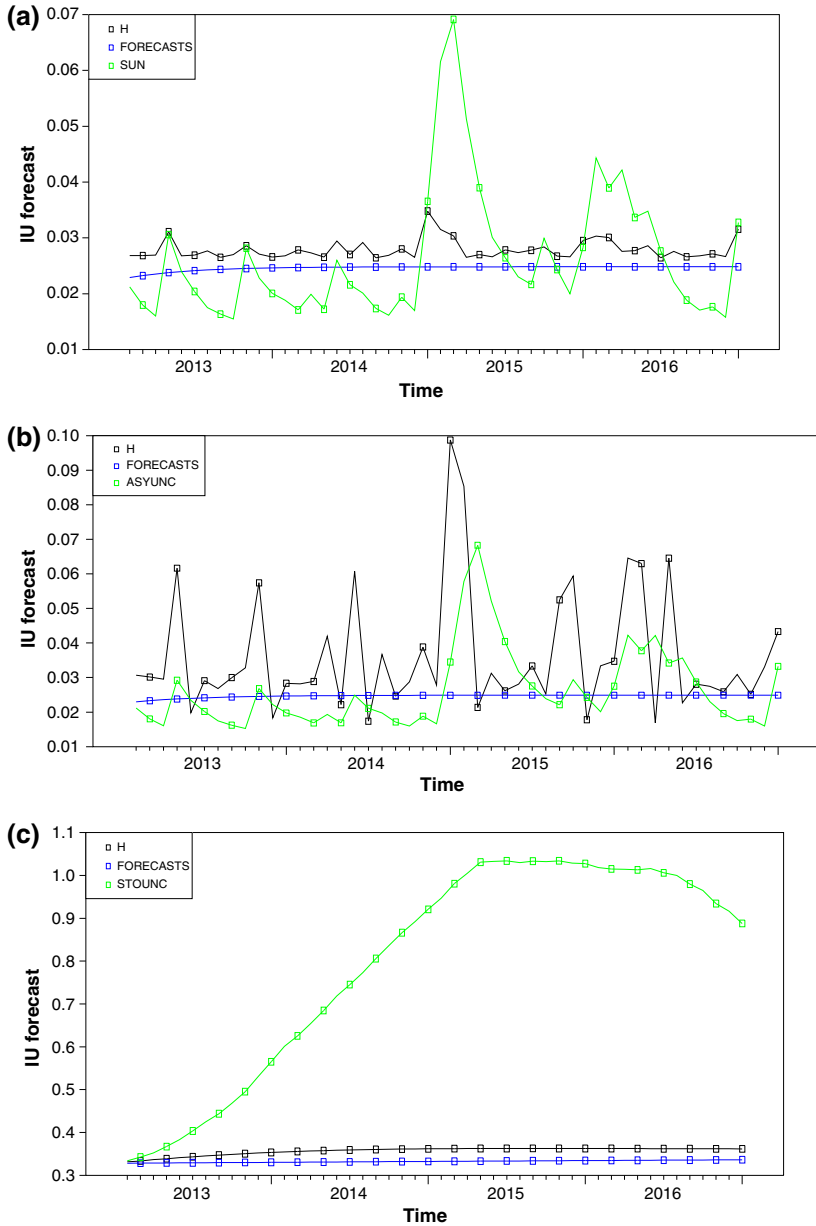 (a)
0.07
0.06
0.05
0.04
0.03
0.02
0.01
IU forecast
H
FORECASTS
SUN
2013 2014 2015 2016
Time
(b)
0.10
0.09
0.08
0.07
0.06
0.05
0.04
0.03
0.02
0.01
IU forecast
H
FORECASTS
ASYUNC
2013 2014 2015 2016
Time
(c)
1.1
1.0
0.9
0.8
0.7
0.6
0.5
0.4
0.3
IU forecast
H
FORECASTS
STOUNC
2013 2014 2015 2016
Time